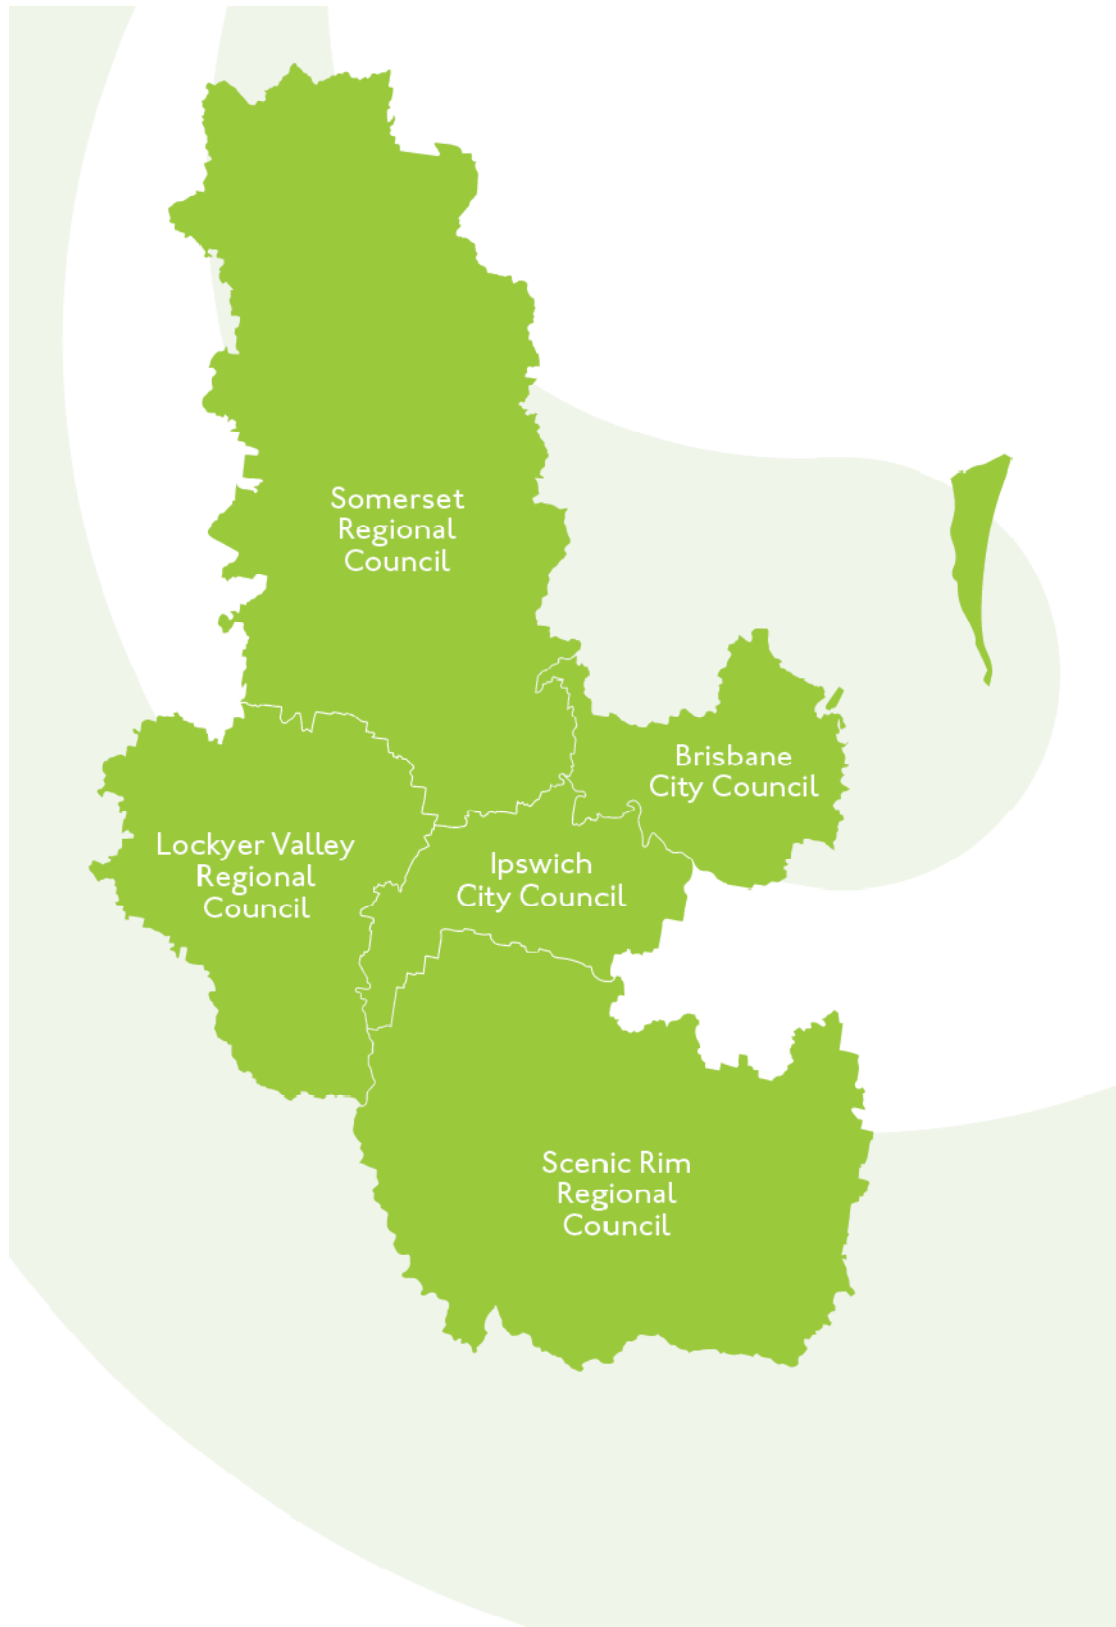 Somerset
Regional
Council
Brisbane
City Council
Lockyer Valley
Regional
Council
Ipswich
City Council
Scenic Rim
Regional
Council